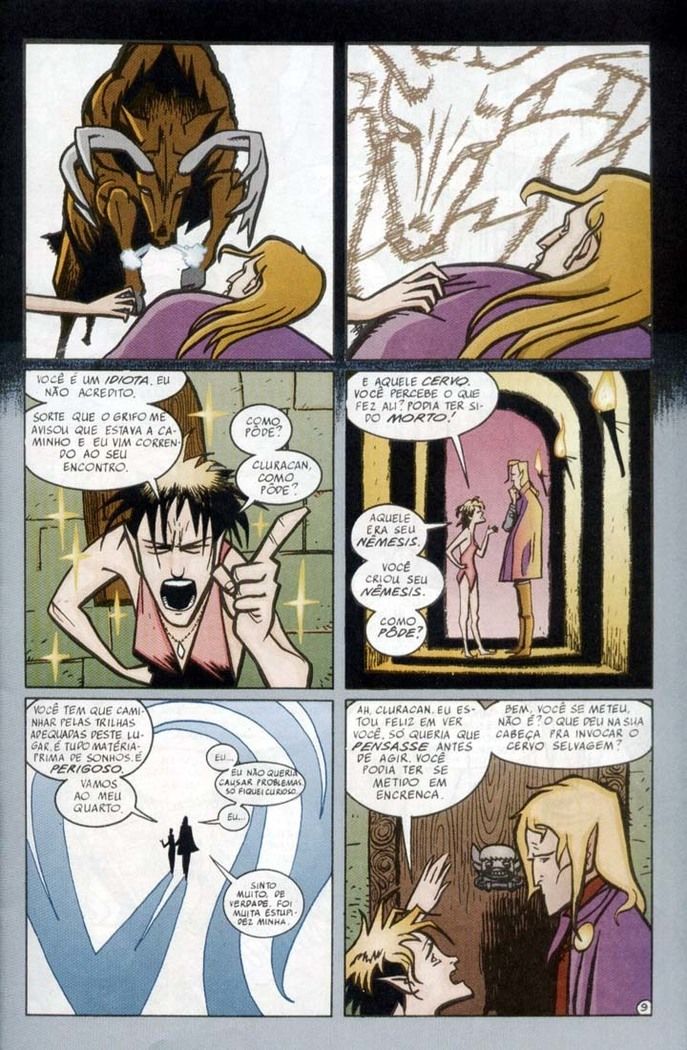 VOCÊ É UM IDIOTA. EU
NÃO ACREDITO.
SORTE QUE O GRIFO ME
AVISOU QUE ESTAVA A CA-
MINHO E EU VIM CORREN-
DO AO SEU
ENCONTRO.
COMO
PÔDE?
CLURACAN,
COMO
PÔDE?
E AQUELE CERVO.
VOCÊ PERCEBE O QUE
FEZ ALI? PODIA TER SI-
DO MORTO!
AQUELE
ERA SEU
NÊMESIS.
VOCÊ
CRIOU SEU
NÊMESIS.
COMO
PÔDE?
VOCÊ TEM QUE CAMI-
NHAR PELAS TRILHAS
ADEQUADAS DESTE LU-
GAR. É TUDO MATÉRIA-
PRIMA DE SONHOS. É
PERIGOSO.
VAMOS
AO MEU
QUARTO.
EU...
EU NÃO QUERIA
CAUSAR PROBLEMAS.
SÓ FIQUEI CURIOSO.
EU...
SINTO
MUITO. DE
VERDADE. FOI
MUITA ESTUPI-
DEZ MINHA.
AH, CLURACAN. EU ES-
TOU FELIZ EM VER
VOCÊ. SÓ QUERIA QUE
PENSASSE ANTES
DE AGIR. VOCÊ
PODIA TER SE
METIDO EM
ENCRENCA.
BEM, VOCÊ SE METEU,
NÃO É? O QUE DEU NA SUA
CABEÇA PRA INVOCAR O
CERVO SELVAGEM?
9